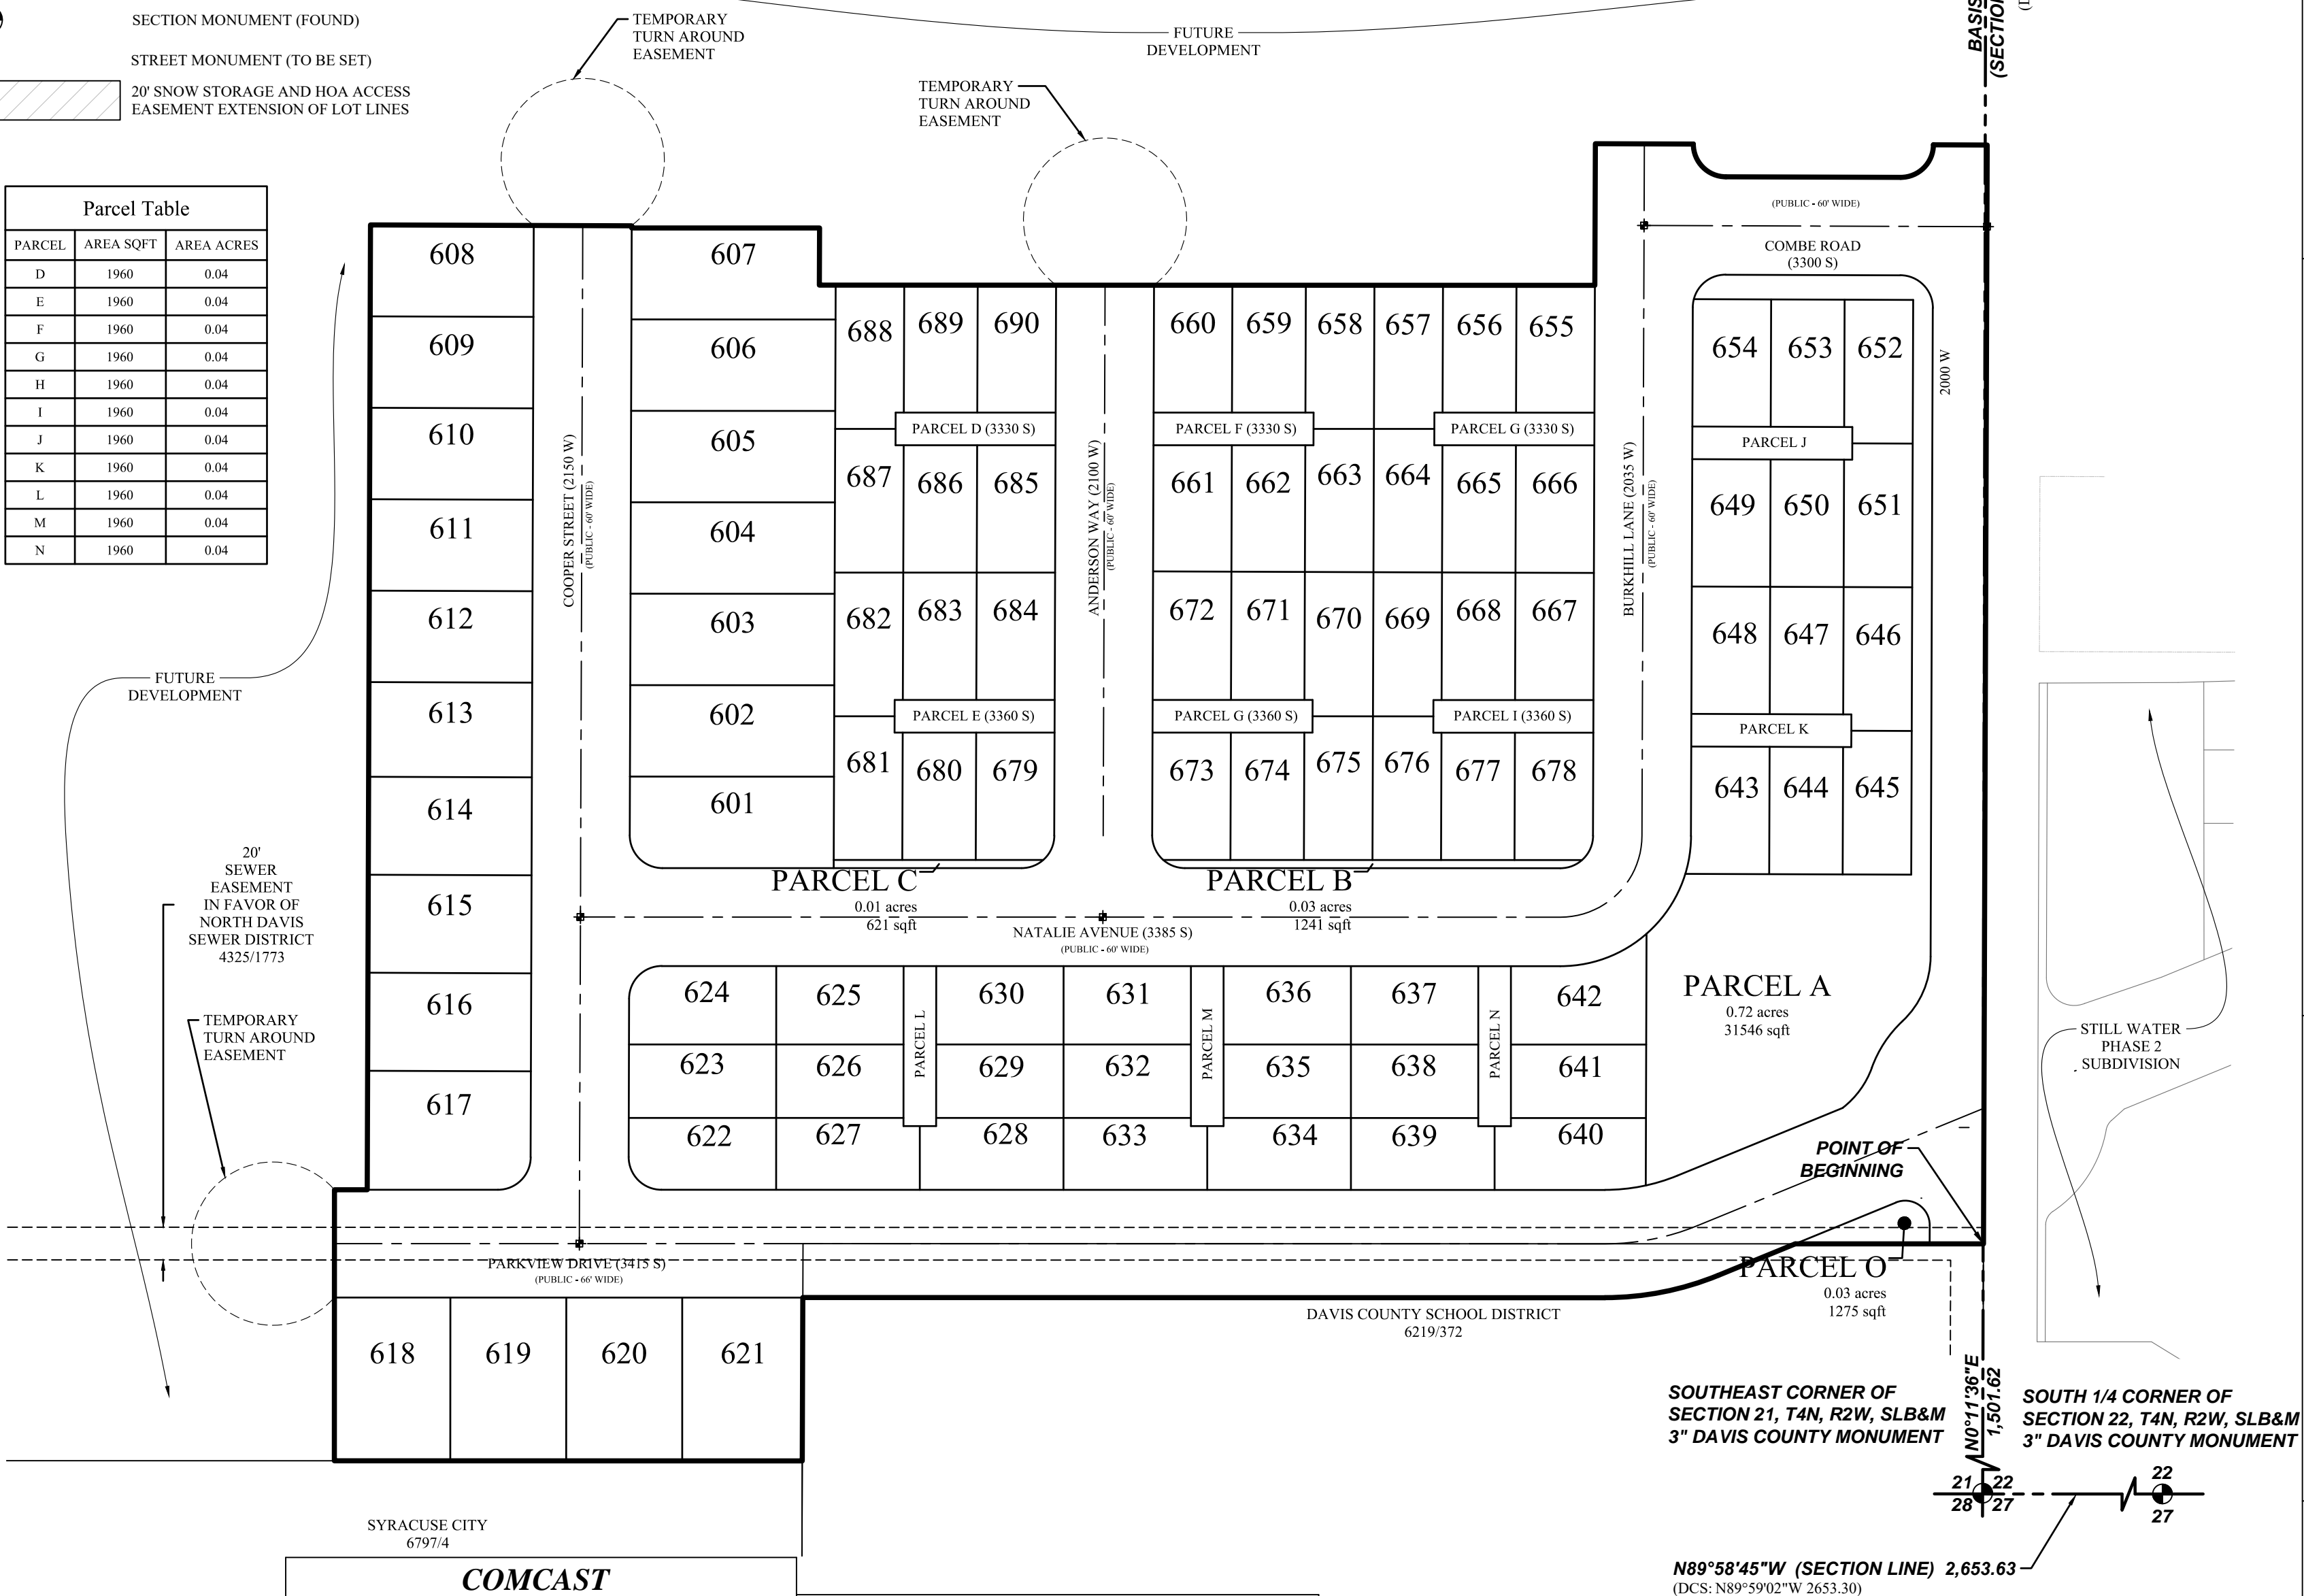 SECTION MONUMENT (FOUND)
STREET MONUMENT (TO BE SET)
20' SNOW STORAGE AND HOA ACCESS
EASEMENT EXTENSION OF LOT LINES
TEMPORARY
TURN AROUND
EASEMENT
TEMPORARY
TURN AROUND
EASEMENT
FUTURE
DEVELOPMENT
BASIS
(SECTION
Parcel Table
PARCEL AREA SQFT AREA ACRES
D 1960 0.04
E 1960 0.04
F 1960 0.04
G 1960 0.04
H 1960 0.04
I 1960 0.04
J 1960 0.04
K 1960 0.04
L 1960 0.04
M 1960 0.04
N 1960 0.04
FUTURE
DEVELOPMENT
20'
SEWER
EASEMENT
IN FAVOR OF
NORTH DAVIS
SEWER DISTRICT
4325/1773
TEMPORARY
TURN AROUND
EASEMENT
608
609
610
611
612
613
614
615
616
617
COOPER STREET (2150 W)
(PUBLIC - 60' WIDE)
607
606
605
604
603
602
601
688 689 690
PARCEL D (3330 S)
687 686 685
682 683 684
PARCEL E (3360 S)
681 680 679
ANDERSON WAY (2100 W)
(PUBLIC - 60' WIDE)
660 659 658 657 656 655
PARCEL F (3330 S) PARCEL G (3330 S)
661 662 663 664 665 666
672 671 670 669 668 667
PARCEL G (3360 S) PARCEL I (3360 S)
673 674 675 676 677 678
BURKHILL LANE (2035 W)
(PUBLIC - 60' WIDE)
(PUBLIC - 60' WIDE)
COMBE ROAD
(3300 S)
2000 W
654 653 652
PARCEL J
649 650 651
648 647 646
PARCEL K
643 644 645
PARCEL C
0.01 acres
621 sqft
PARCEL B
0.03 acres
1241 sqft
NATALIE AVENUE (3385 S)
(PUBLIC - 60' WIDE)
624 625 630 631 636 637 642
623 626 629 632 635 638 641
622 627 628 633 634 639 640
PARCEL L
PARCEL M
PARCEL N
PARCEL A
0.72 acres
31546 sqft
POINT OF
BEGINNING
PARCEL O
0.03 acres
1275 sqft
PARKVIEW DRIVE (3415 S)
(PUBLIC - 66' WIDE)
618 619 620 621
DAVIS COUNTY SCHOOL DISTRICT
6219/372
STILL WATER
PHASE 2
SUBDIVISION
SOUTHEAST CORNER OF
SECTION 21, T4N, R2W, SLB&M
3" DAVIS COUNTY MONUMENT
N0°11'36"E
1,501.62
SOUTH 1/4 CORNER OF
SECTION 22, T4N, R2W, SLB&M
3" DAVIS COUNTY MONUMENT
21 22
28 27
22
27
N89°58'45"W (SECTION LINE) 2,653.63
(DCS: N89°59'02"W 2653.30)
SYRACUSE CITY
6797/4
COMCAST